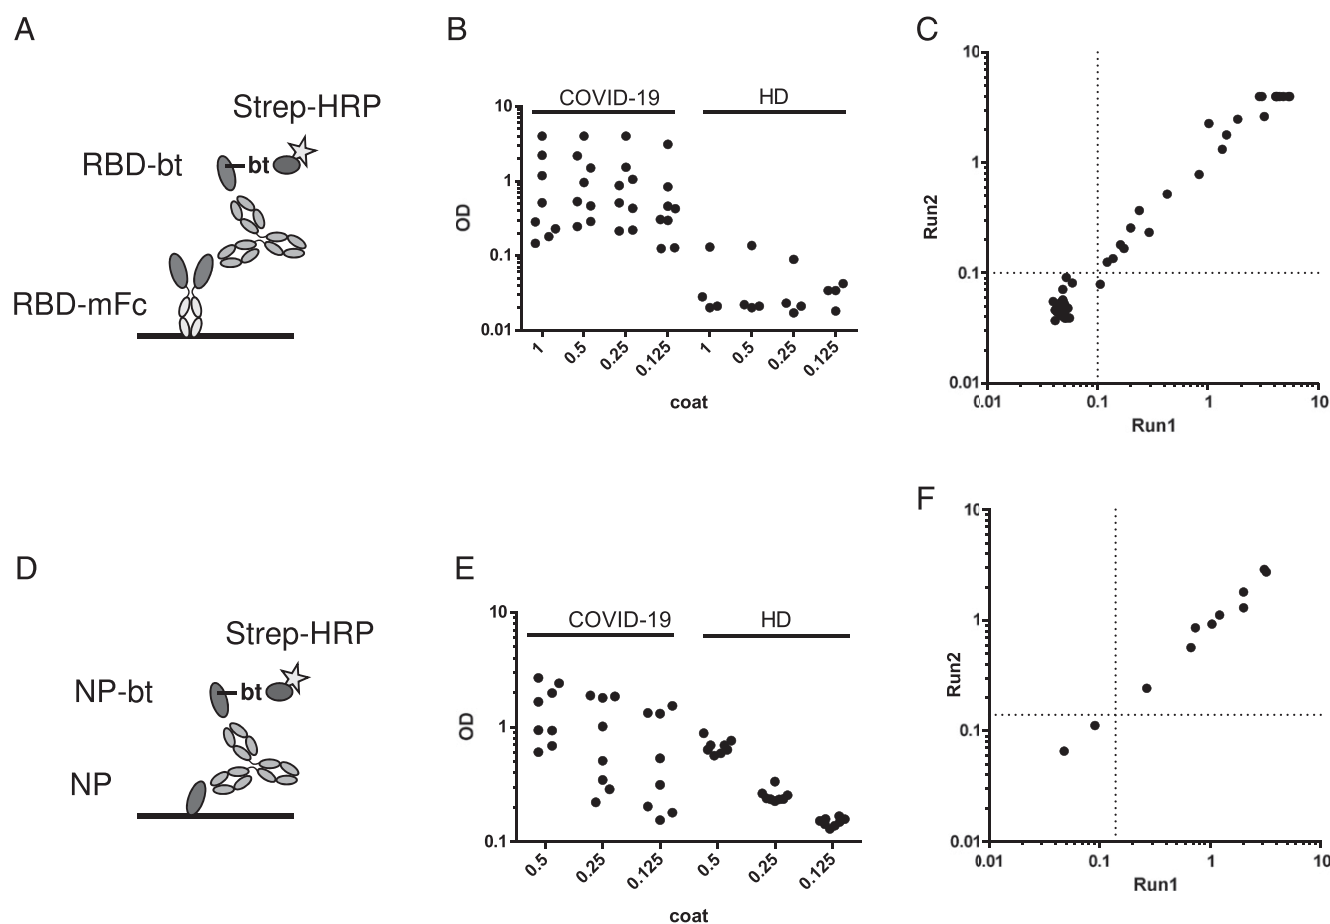 A
Strep-HRP
RBD-bt
bt
RBD-mFc
B
COVID-19 HD
10
1
0.1
0.01
OD
1 0.5 0.25 0.125 1 0.5 0.25 0.125
coat
C
10
1
0.1
0.01
Run2
0.01 0.1 1 10
Run1
D
Strep-HRP
NP-bt
bt
NP
E
COVID-19 HD
10
1
0.1
OD
0.5 0.25 0.125 0.5 0.25 0.125
coat
F
10
1
0.1
0.01
Run2
0.01 0.1 1 10
Run1